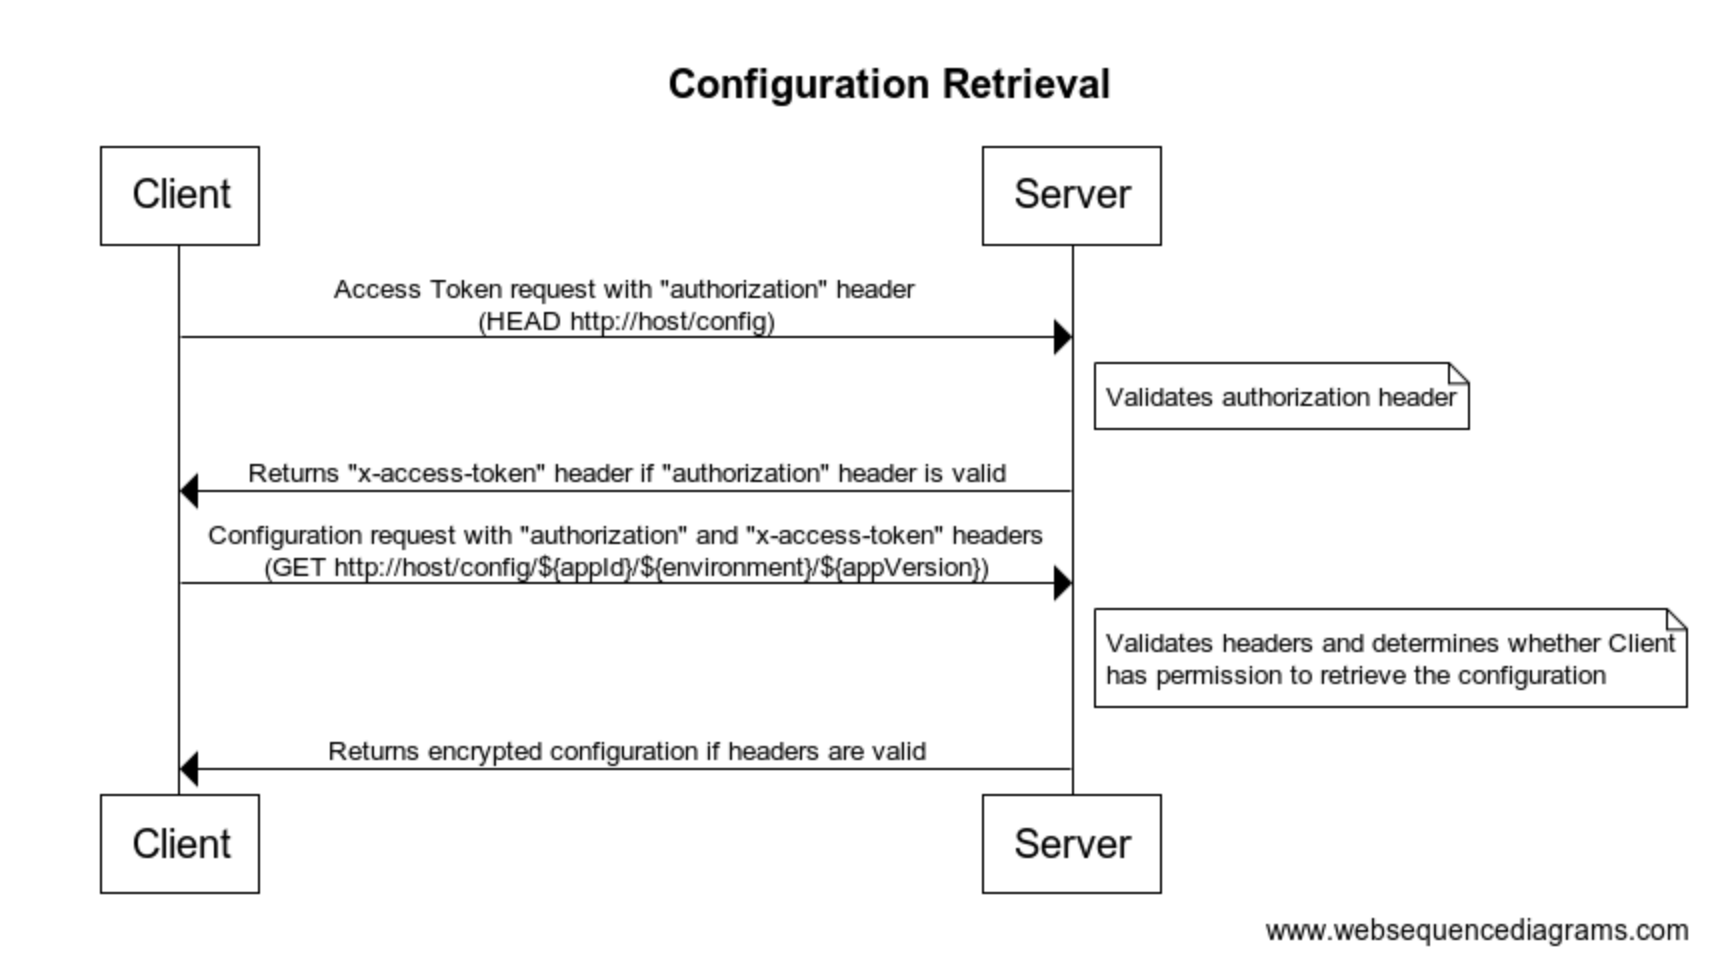 Configuration Retrieval
Client
Server
Access Token request with "authorization" header
(HEAD http://host/config)
Validates authorization header
Returns "x-access-token" header if "authorization" header is valid
Configuration request with "authorization" and "x-access-token" headers
(GET http://host/config/${appId}/${environment}/${appVersion})
Validates headers and determines whether Client
has permission to retrieve the configuration
Returns encrypted configuration if headers are valid
Client
Server
www.websequencediagrams.com